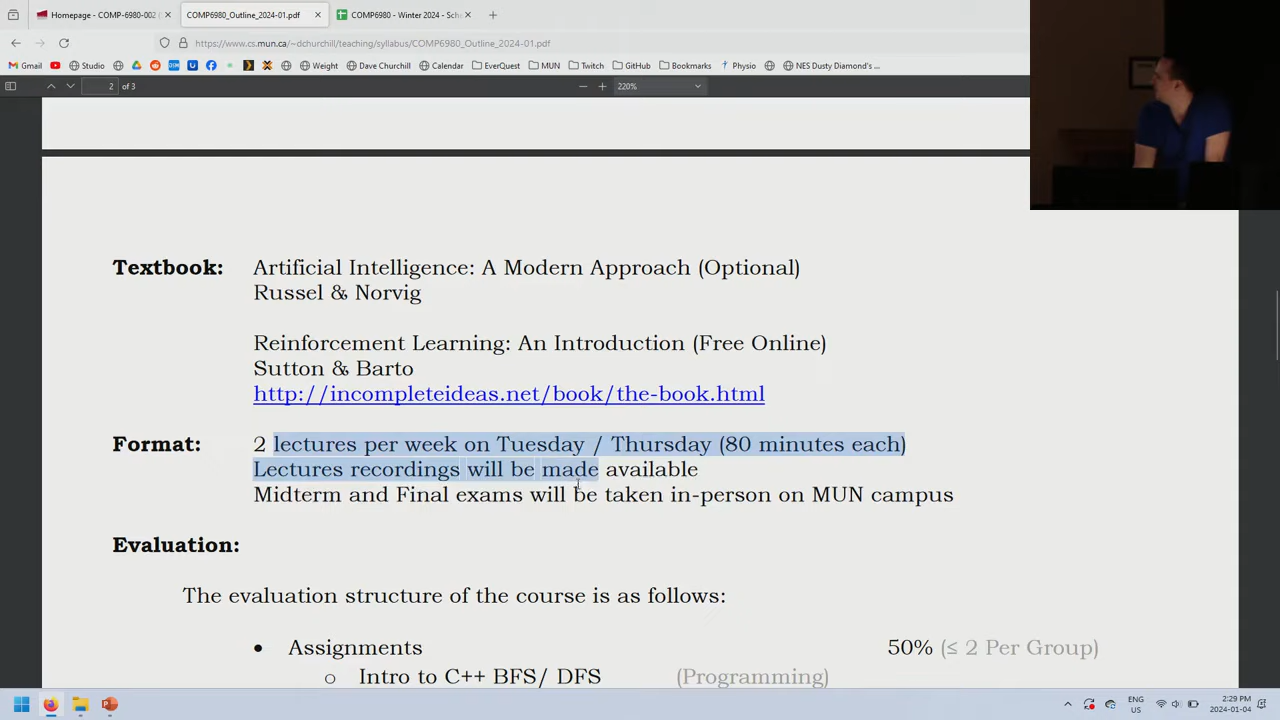 Homepage - COMP-6980-002 (
COMP6980_Outline_2024-01.pdf
COMP6980 - Winter 2024 - Sch
https://www.cs.mun.ca/~dchurchill/teaching/syllabus/COMP6980_Outline_2024-01.pdf
Gmail
Studio
Weight
Dave Churchill
Calendar
EverQuest
MUN
Twitch
GitHub
Bookmarks
Physio
NES Dusty Diamond's ...
2 of 3
220%
Textbook: Artificial Intelligence: A Modern Approach (Optional)
Russel & Norvig
Reinforcement Learning: An Introduction (Free Online)
Sutton & Barto
http://incompleteideas.net/book/the-book.html
Format: 2 lectures per week on Tuesday / Thursday (80 minutes each)
Lectures recordings will be made available
Midterm and Final exams will be taken in-person on MUN campus
Evaluation:
The evaluation structure of the course is as follows:
• Assignments 50% (≤ 2 Per Group)
o Intro to C++ BFS/ DFS (Programming)
ENG
US
2:29 PM
2024-01-04